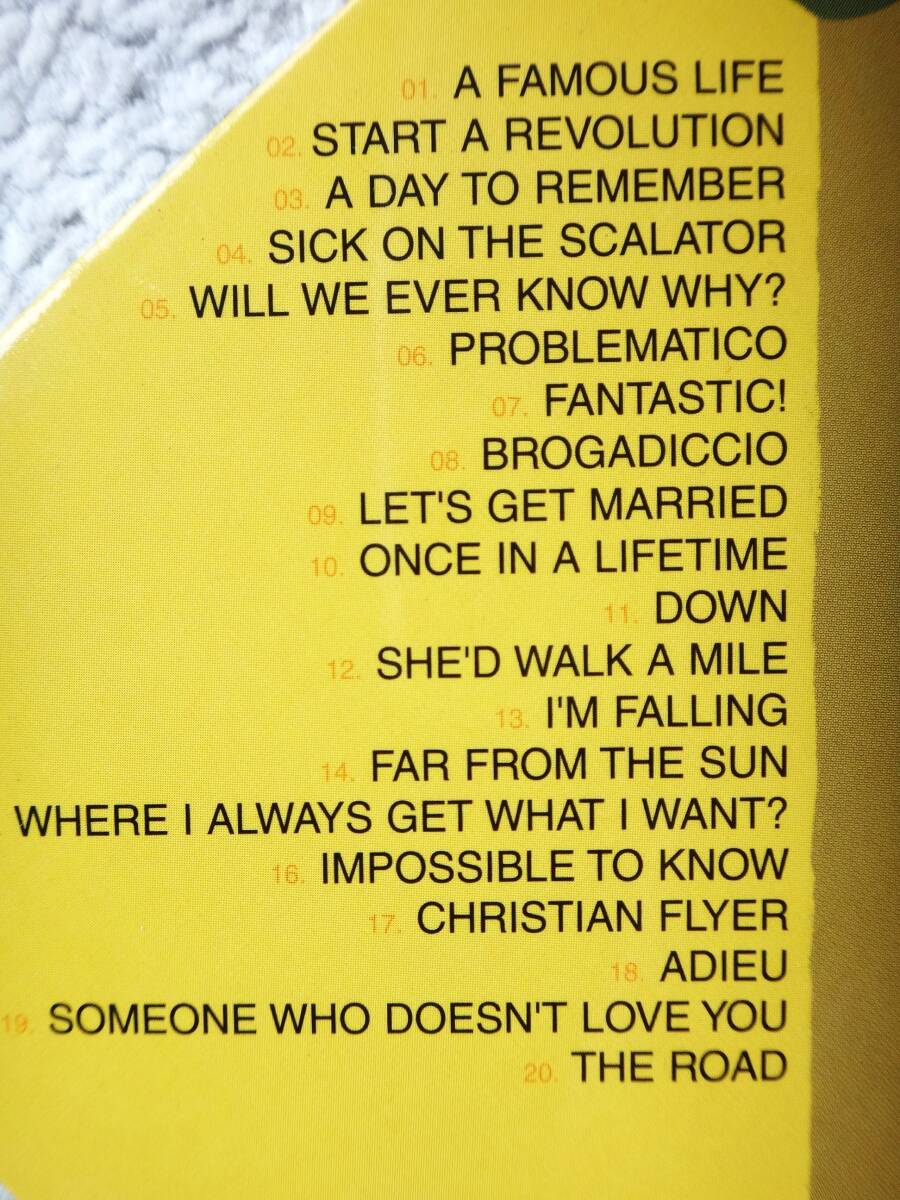 01. A FAMOUS LIFE
02. START A REVOLUTION
03. A DAY TO REMEMBER
04. SICK ON THE SCALATOR
05. WILL WE EVER KNOW WHY?
06. PROBLEMATICO
07. FANTASTIC!
08. BROGADICCIO
09. LET'S GET MARRIED
10. ONCE IN A LIFETIME
11. DOWN
12. SHE'D WALK A MILE
13. I'M FALLING
14. FAR FROM THE SUN
WHERE I ALWAYS GET WHAT I WANT?
16. IMPOSSIBLE TO KNOW
17. CHRISTIAN FLYER
18. ADIEU
19. SOMEONE WHO DOESN'T LOVE YOU
20. THE ROAD